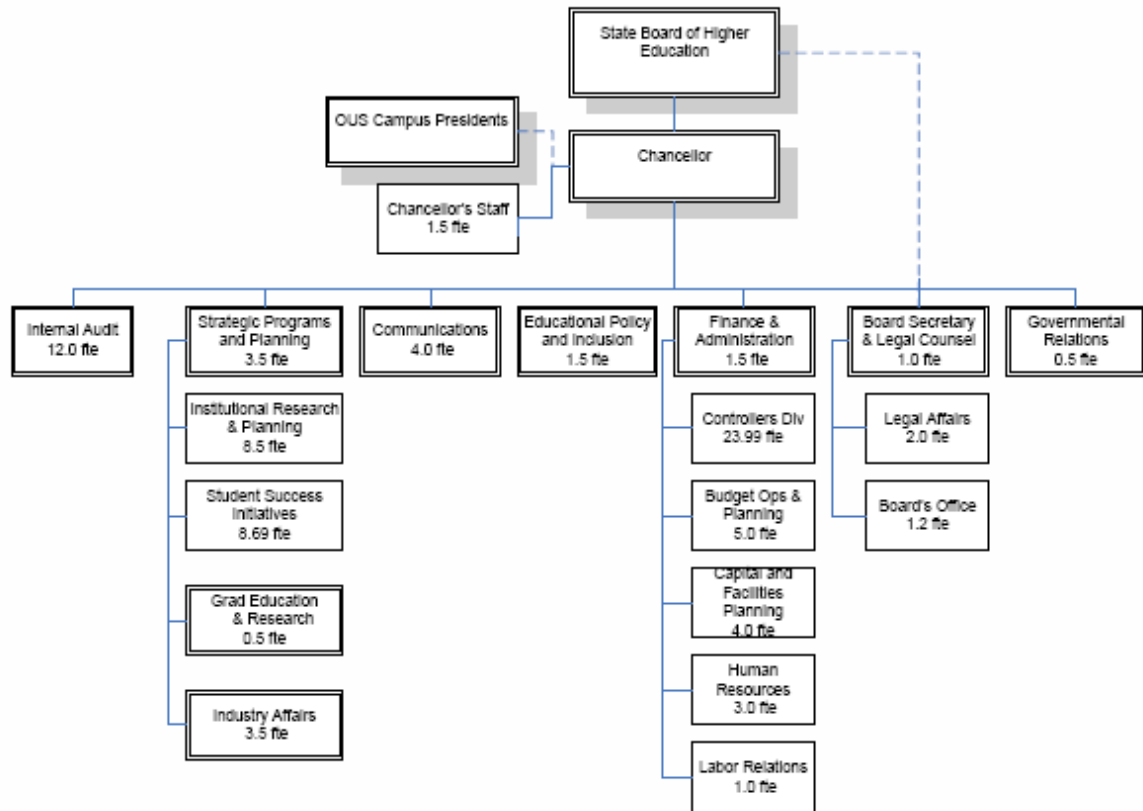 State Board of Higher
Education
OUS Campus Presidents
Chancellor
Chancellor's Staff
1.5 fte
Internal Audit
12.0 fte
Strategic Programs
and Planning
3.5 fte
Communications
4.0 fte
Educational Policy
and Inclusion
1.5 fte
Finance &
Administration
1.5 fte
Board Secretary
& Legal Counsel
1.0 fte
Governmental
Relations
0.5 fte
Institutional Research
& Planning
8.5 fte
Student Success
Initiatives
8.69 fte
Grad Education
& Research
0.5 fte
Industry Affairs
3.5 fte
Controllers Div
23.99 fte
Budget Ops &
Planning
5.0 fte
Capital and
Facilities
Planning
4.0 fte
Human
Resources
3.0 fte
Labor Relations
1.0 fte
Legal Affairs
2.0 fte
Board's Office
1.2 fte